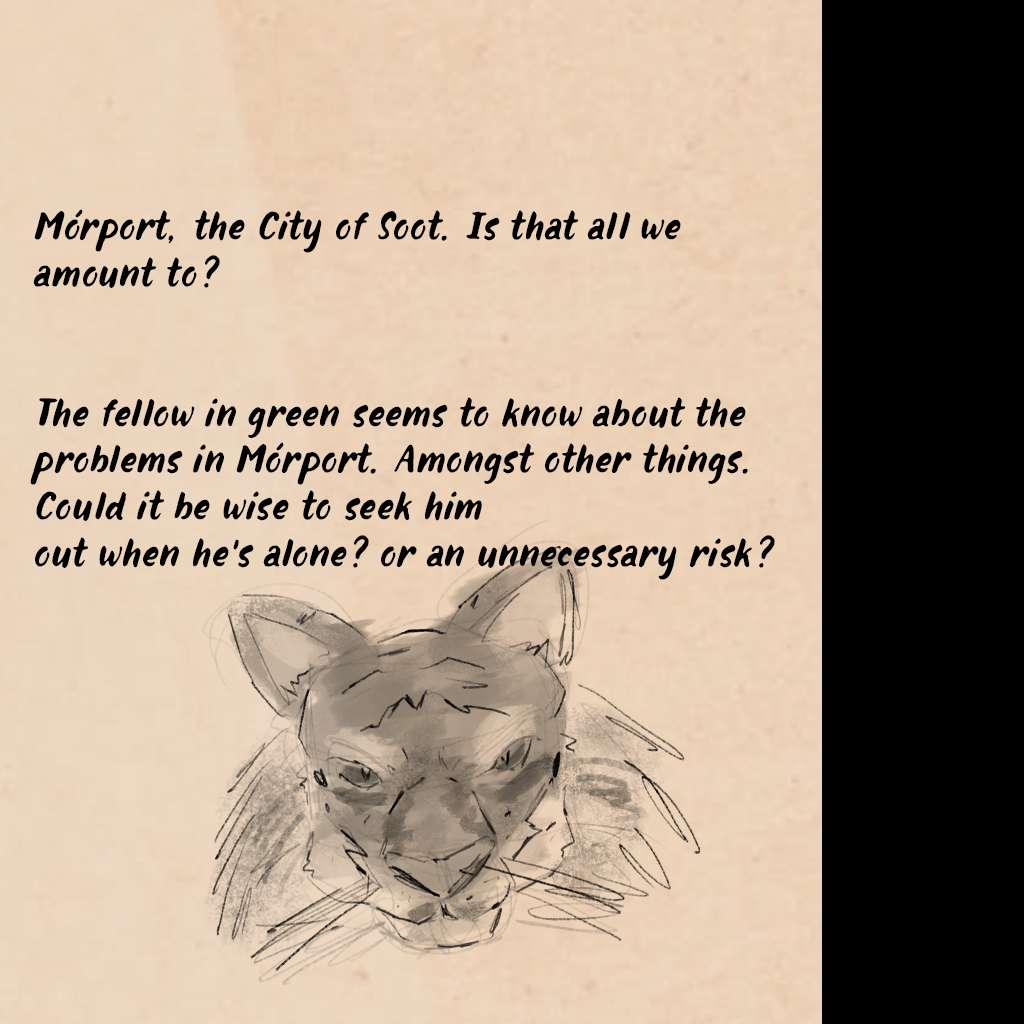 Mórport, the City of Soot. Is that all we
amount to?
The fellow in green seems to know about the
problems in Mórport. Amongst other things.
Could it be wise to seek him
out when he's alone? or an unnecessary risk?